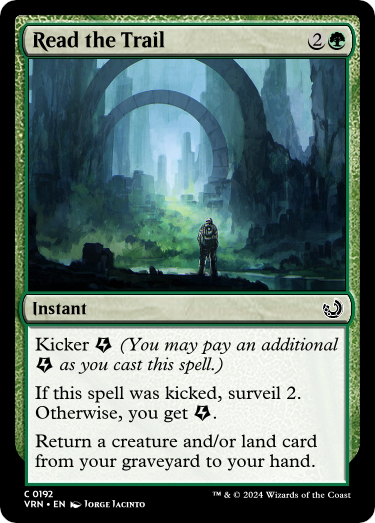 Read the Trail 2
Instant
Kicker (You may pay an additional
as you cast this spell.)
If this spell was kicked, surveil 2.
Otherwise, you get .
Return a creature and/or land card
from your graveyard to your hand.
C 0192
VRN • EN Jorge Jacinto
™ & © 2024 Wizards of the Coast